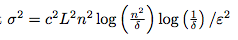 σ² = c²L²n² log (n²/δ) log (1/δ) /ε²